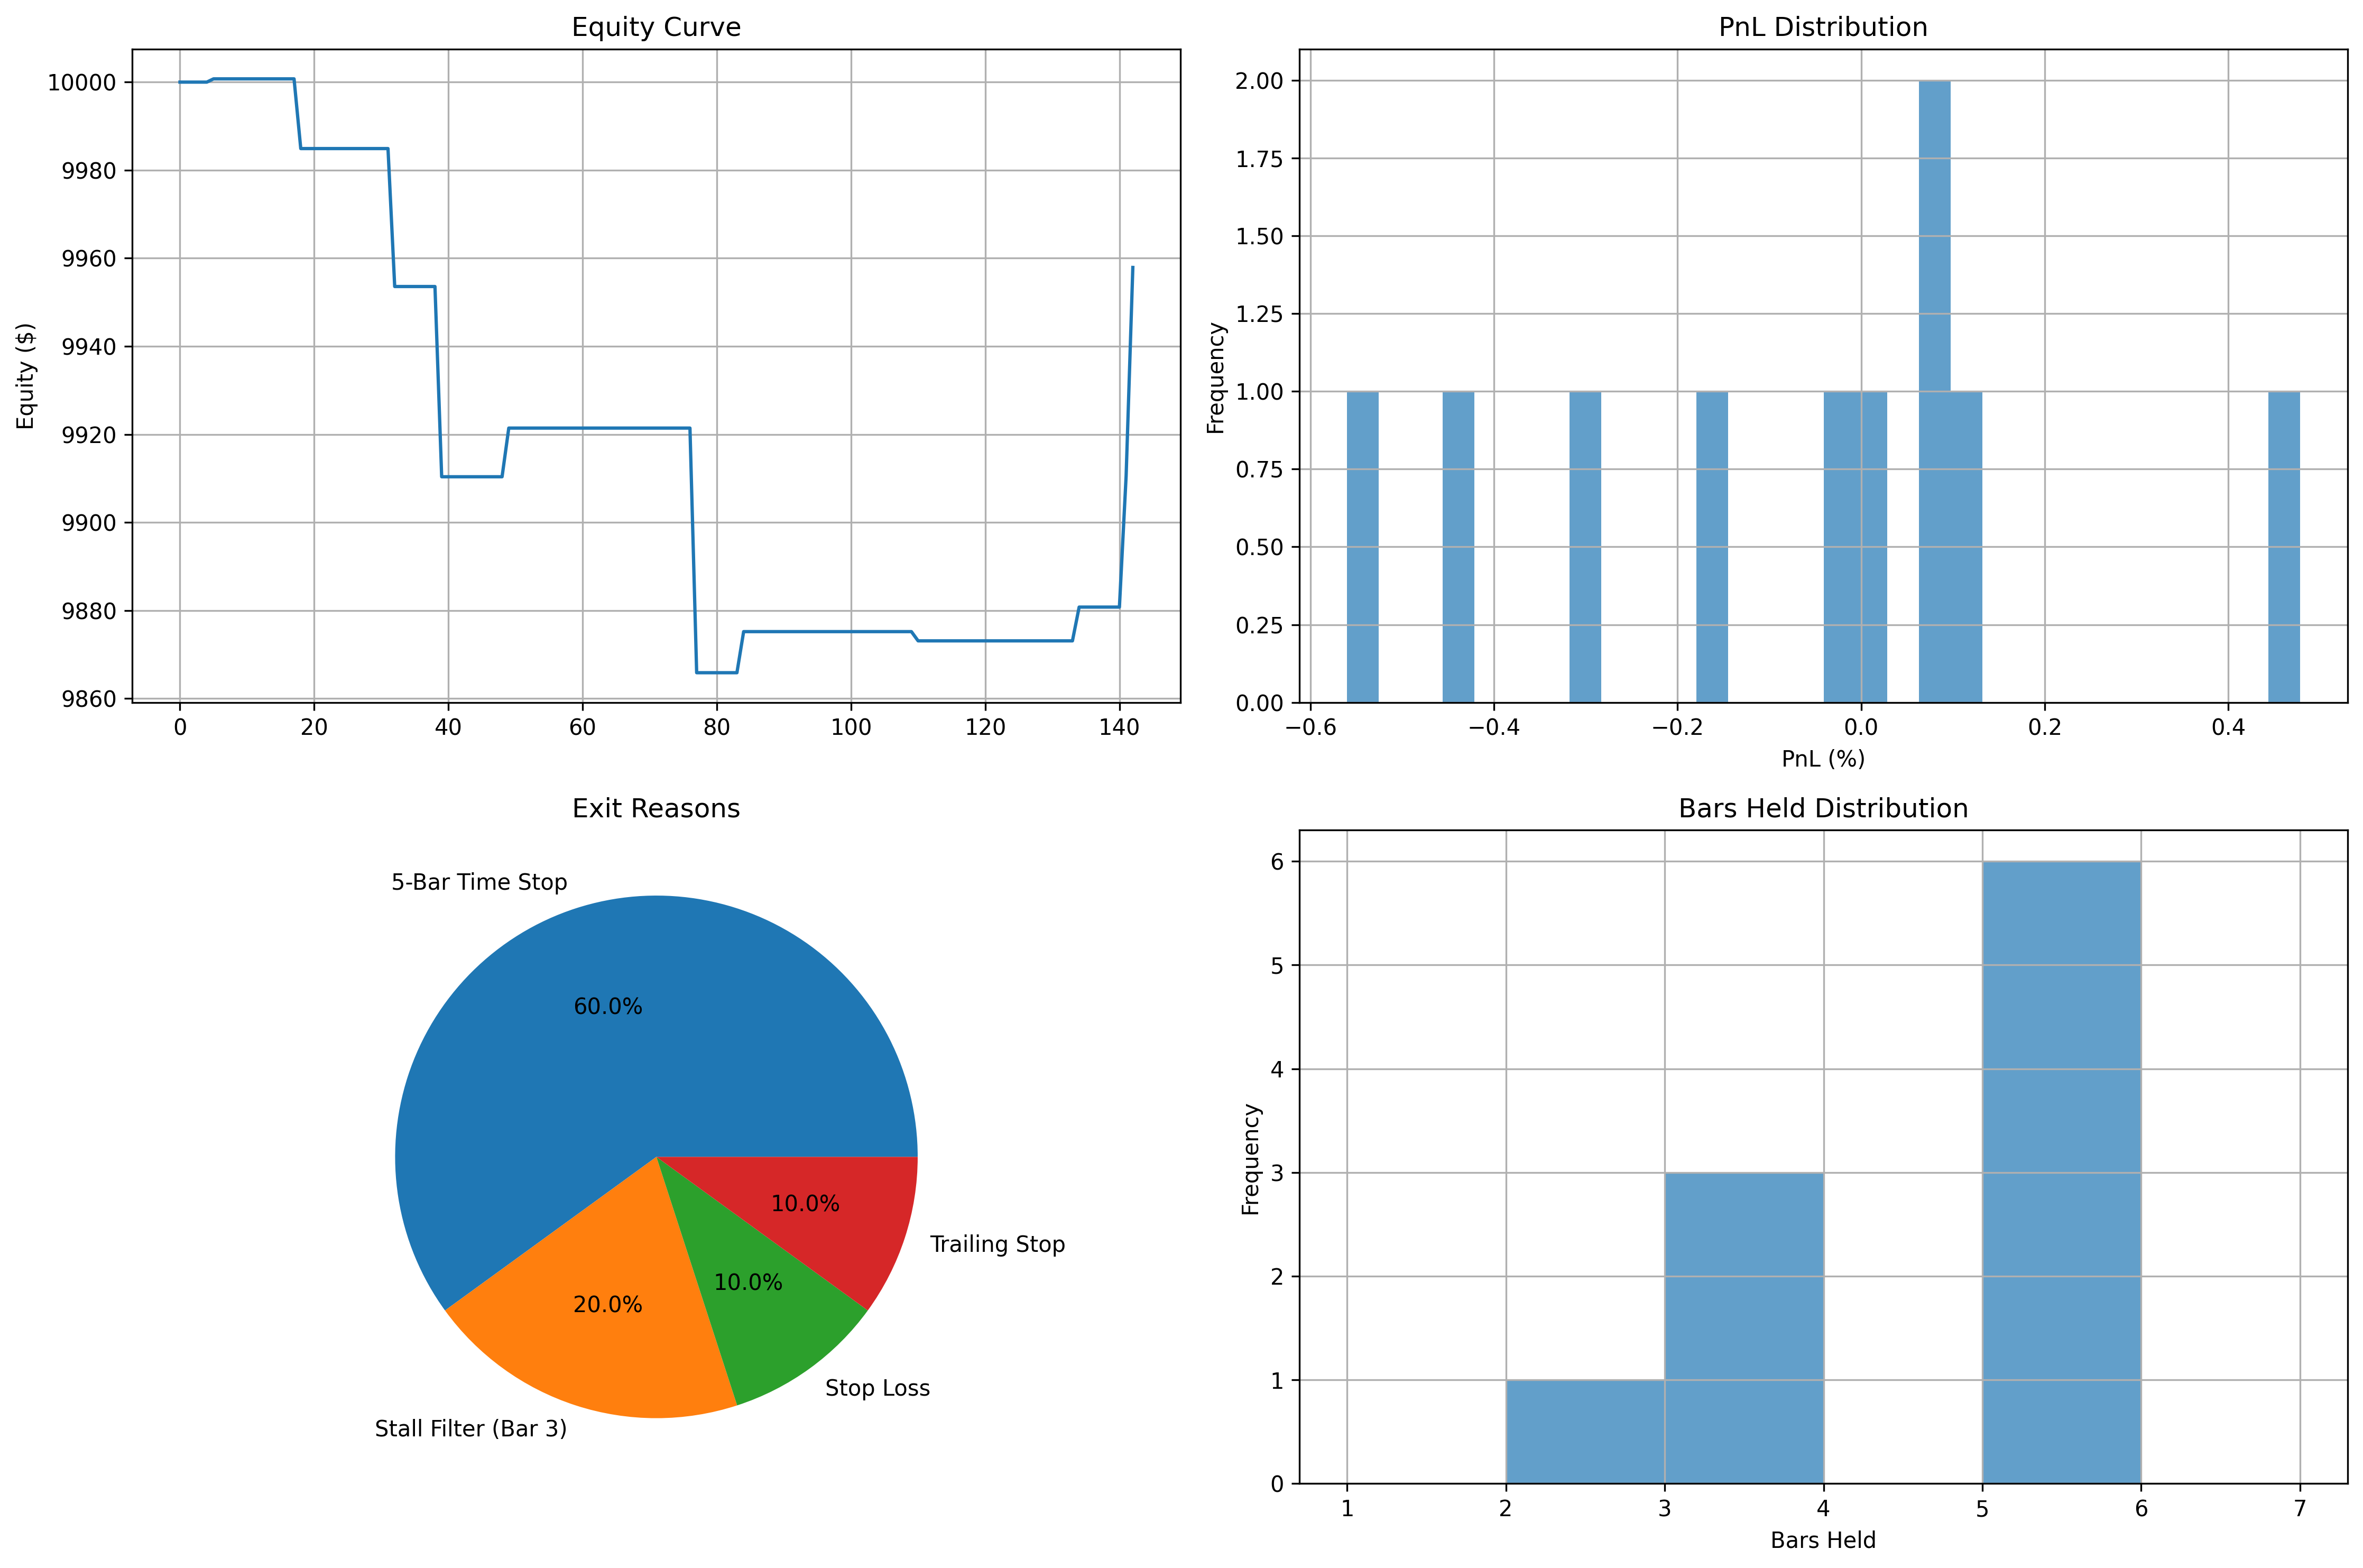 Equity Curve
Equity ($)
10000
9980
9960
9940
9920
9900
9880
9860
0 20 40 60 80 100 120 140
PnL Distribution
Frequency
2.00
1.75
1.50
1.25
1.00
0.75
0.50
0.25
0.00
−0.6 −0.4 −0.2 0.0 0.2 0.4
PnL (%)
Exit Reasons
5-Bar Time Stop
60.0%
10.0%
Trailing Stop
10.0%
20.0%
Stop Loss
Stall Filter (Bar 3)
Bars Held Distribution
Frequency
6
5
4
3
2
1
0
1 2 3 4 5 6 7
Bars Held